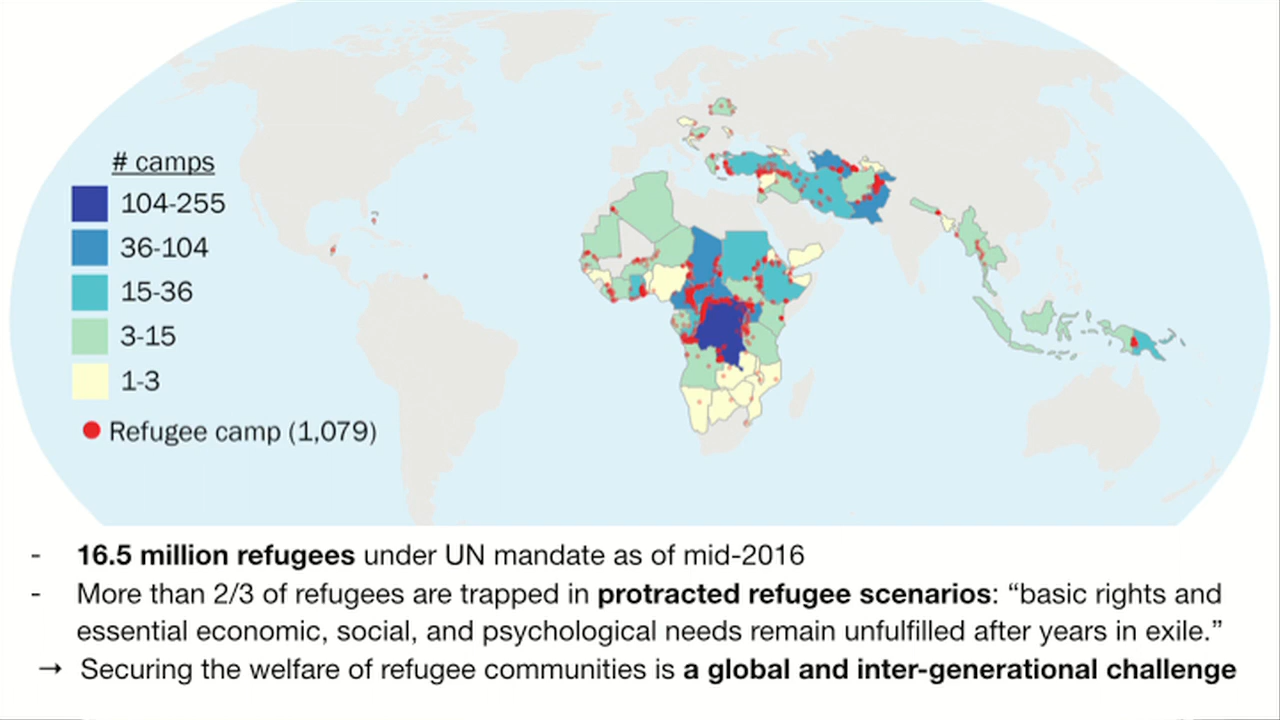 # camps
104-255
36-104
15-36
3-15
1-3
Refugee camp (1,079)
- 16.5 million refugees under UN mandate as of mid-2016
- More than 2/3 of refugees are trapped in protracted refugee scenarios: “basic rights and
essential economic, social, and psychological needs remain unfulfilled after years in exile.”
→ Securing the welfare of refugee communities is a global and inter-generational challenge